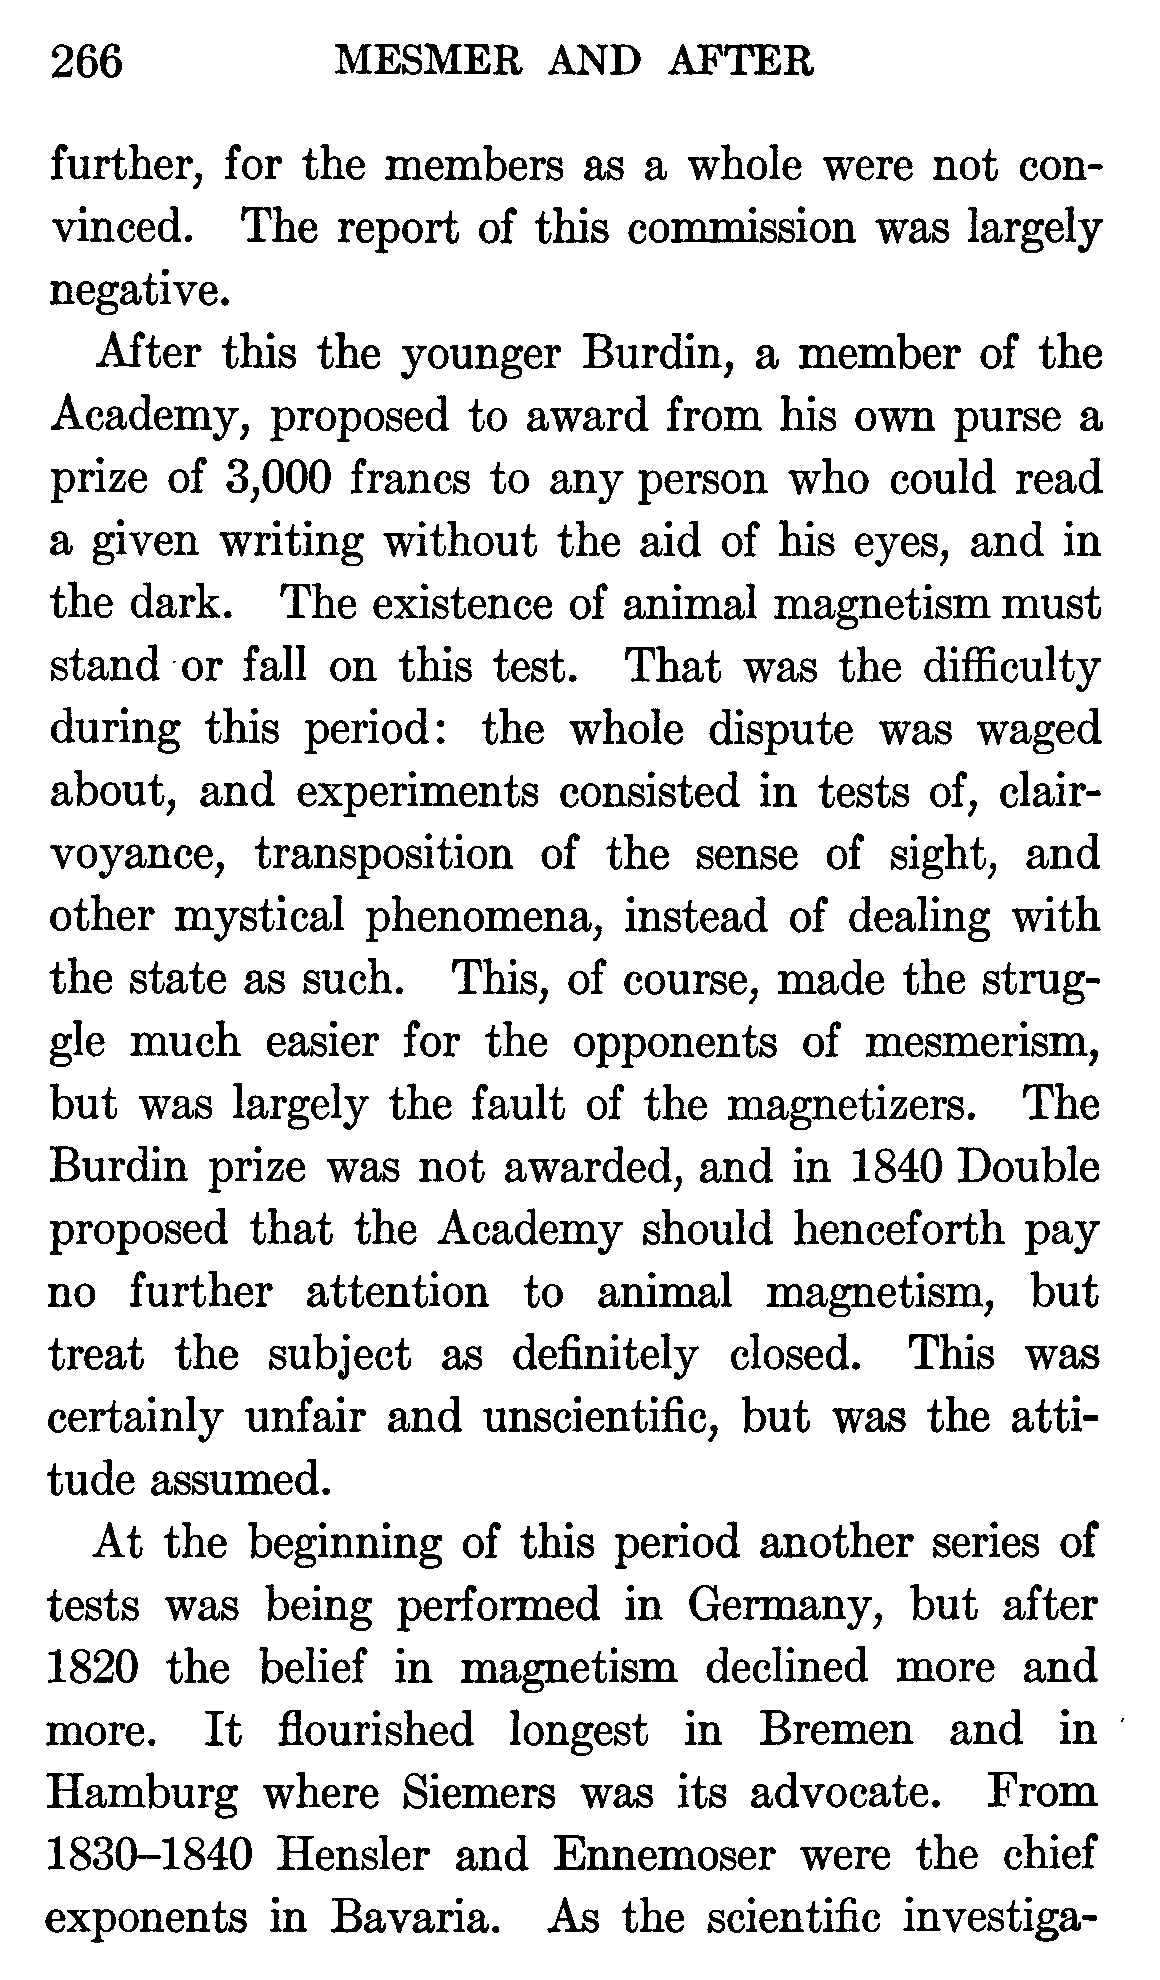 266 MESMER AND AFTER
further, for the members as a whole were not con-
vinced. The report of this commission was largely
negative.
After this the younger Burdin, a member of the
Academy, proposed to award from his own purse a
prize of 3,000 francs to any person who could read
a given writing without the aid of his eyes, and in
the dark. The existence of animal magnetism must
stand or fall on this test. That was the difficulty
during this period: the whole dispute was waged
about, and experiments consisted in tests of, clair-
voyance, transposition of the sense of sight, and
other mystical phenomena, instead of dealing with
the state as such. This, of course, made the strug-
gle much easier for the opponents of mesmerism,
but was largely the fault of the magnetizers. The
Burdin prize was not awarded, and in 1840 Double
proposed that the Academy should henceforth pay
no further attention to animal magnetism, but
treat the subject as definitely closed. This was
certainly unfair and unscientific, but was the atti-
tude assumed.
At the beginning of this period another series of
tests was being performed in Germany, but after
1820 the belief in magnetism declined more and
more. It flourished longest in Bremen and in
Hamburg where Siemers was its advocate. From
1830–1840 Hensler and Ennemoser were the chief
exponents in Bavaria. As the scientific investiga-